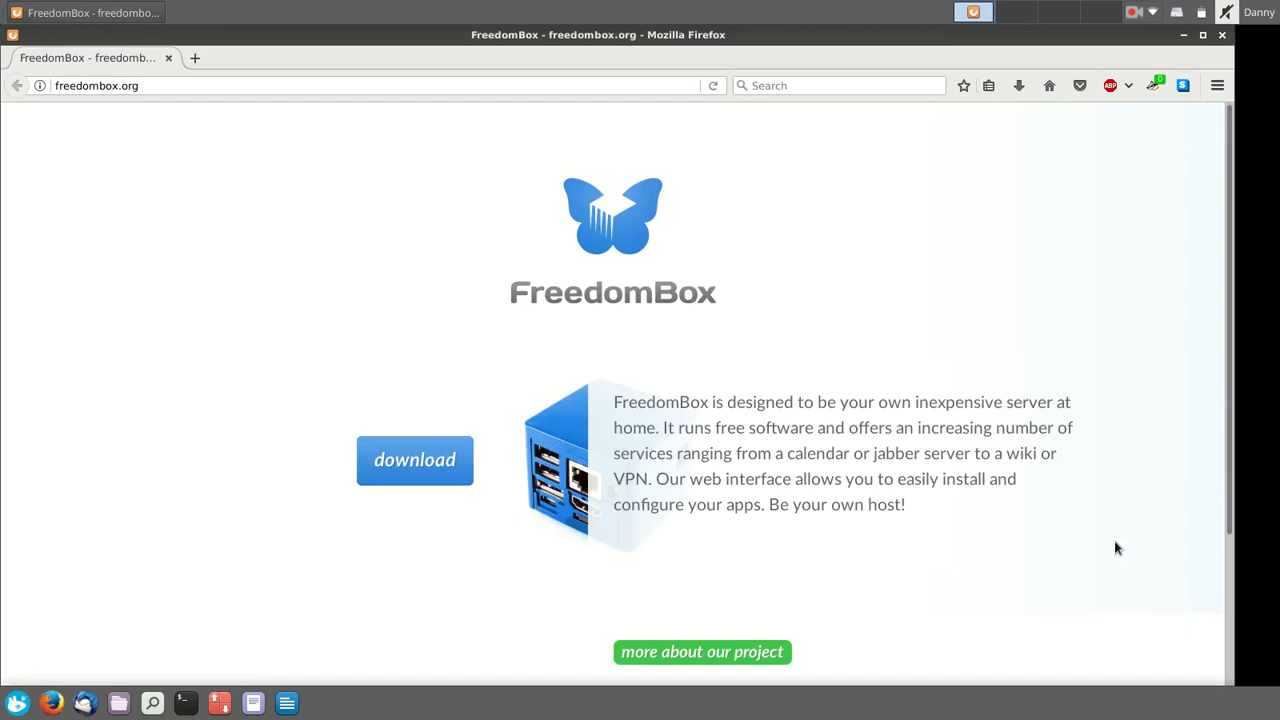 FreedomBox - freedombo...
Danny
FreedomBox - freedombox.org - Mozilla Firefox
FreedomBox - freedomb...
freedombox.org
Search
ABP
0
S
FreedomBox
FreedomBox is designed to be your own inexpensive server at
home. It runs free software and offers an increasing number of
services ranging from a calendar or jabber server to a wiki or
VPN. Our web interface allows you to easily install and
configure your apps. Be your own host!
download
more about our project